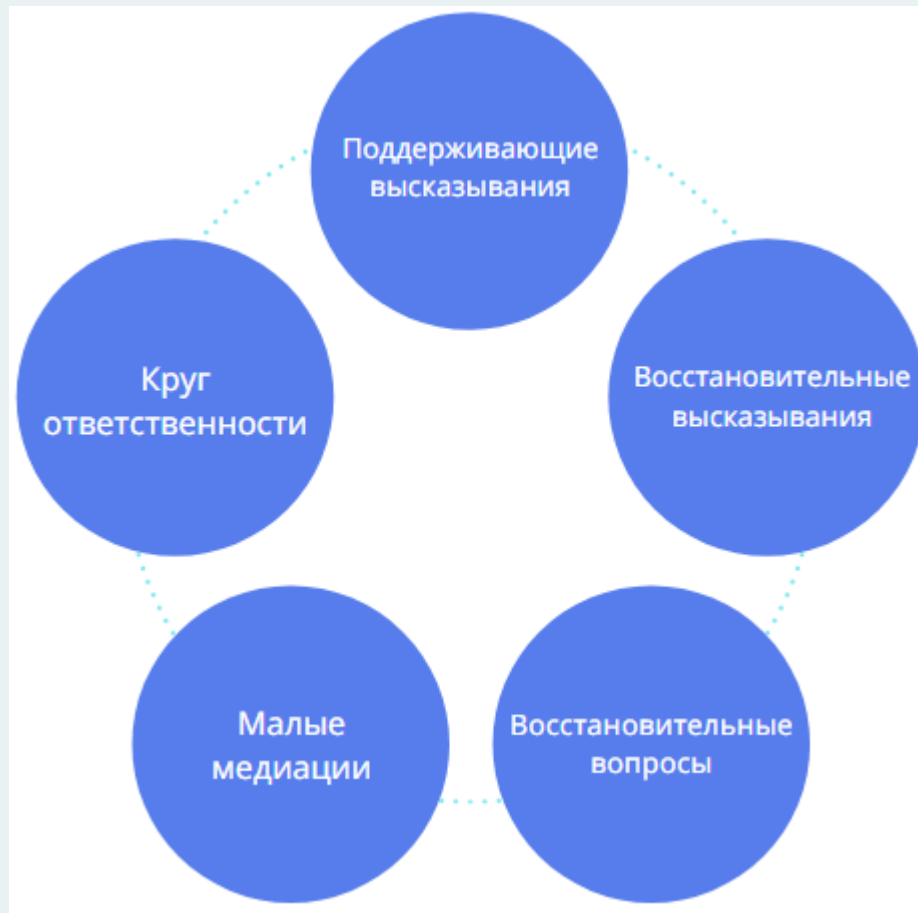 Поддерживающие
высказывания
Восстановительные
высказывания
Восстановительные
вопросы
Малые
медиации
Круг
ответственности